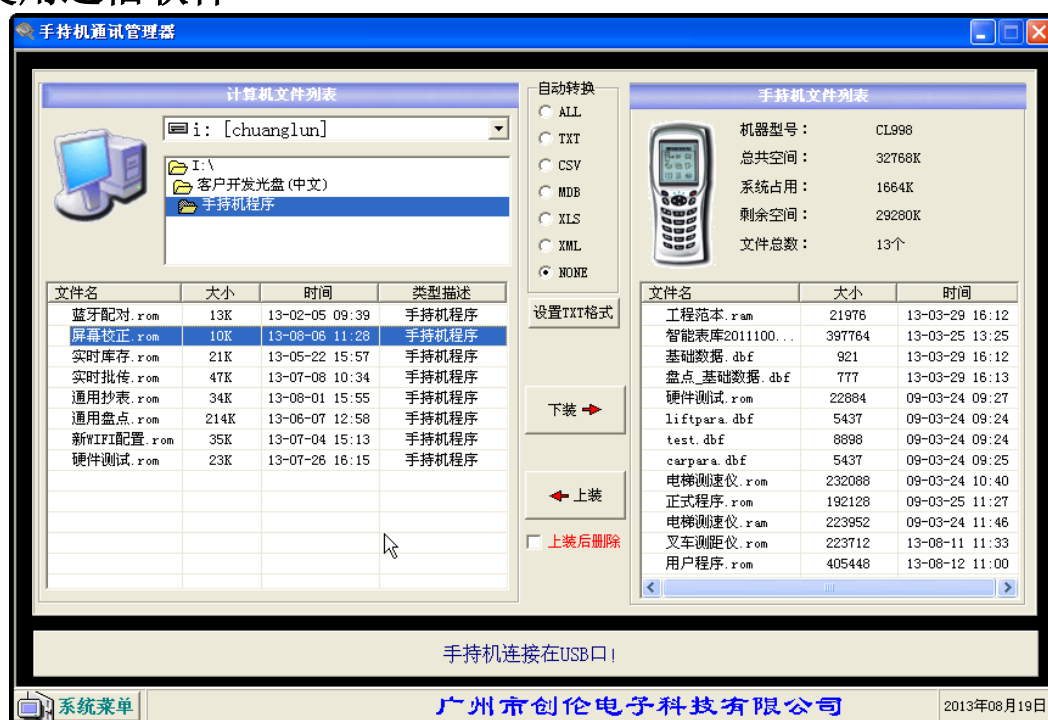 手持机通讯管理器
计算机文件列表
i: [chuanglun]
I:\
客户开发光盘(中文)
手持机程序
文件名 大小 时间 类型描述
蓝牙配对.rom 13K 13-02-05 09:39 手持机程序
屏幕校正.rom 10K 13-08-06 11:28 手持机程序
实时库存.rom 21K 13-05-22 15:57 手持机程序
实时批传.rom 47K 13-07-08 10:34 手持机程序
通用抄表.rom 34K 13-08-01 15:55 手持机程序
通用盘点.rom 214K 13-06-07 12:58 手持机程序
新WIFI配置.rom 35K 13-07-04 15:13 手持机程序
硬件测试.rom 23K 13-07-26 16:15 手持机程序
自动转换
ALL
TXT
CSV
MDB
XLS
XML
NONE
设置TXT格式
下装
上装
上装后删除
手持机文件列表
机器型号： CL998
总共空间： 32768K
系统占用： 1664K
剩余空间： 29280K
文件总数： 13个
文件名 大小 时间
工程范本.ram 21976 13-03-29 16:12
智能表库2011100... 397764 13-03-25 13:25
基础数据.dbf 921 13-03-29 16:12
盘点_基础数据.dbf 777 13-03-29 16:13
硬件测试.rom 22884 09-03-24 09:27
liftpara.dbf 5437 09-03-24 09:24
test.dbf 8898 09-03-24 09:24
carpara.dbf 5437 09-03-24 09:25
电梯测速仪.rom 232088 09-03-24 10:40
正式程序.rom 192128 09-03-25 11:27
电梯测速仪.ram 223952 09-03-24 11:46
叉车测距仪.rom 223712 13-08-11 11:33
用户程序.rom 405448 13-08-12 11:00
手持机连接在USB口!
系统菜单
广州市创伦电子科技有限公司
2013年08月19日